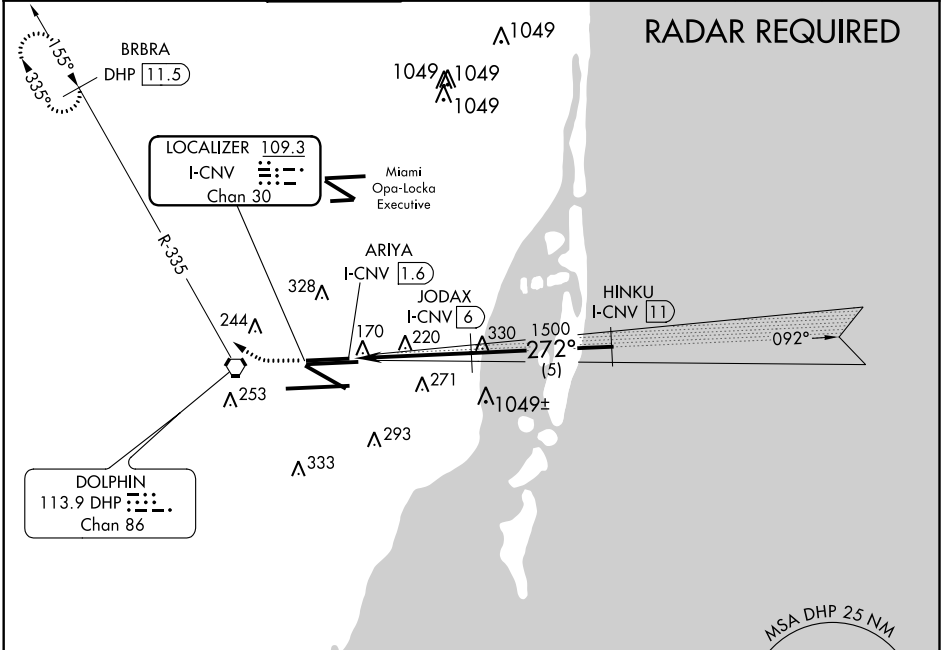 RADAR REQUIRED
1049
1049
1049
1049
BRBRA
DHP 11.5
155°
335°
R-335
LOCALIZER 109.3
I-CNV
Chan 30
Miami
Opa-Locka
Executive
ARIYA
I-CNV 1.6
JODAX
I-CNV 6
HINKU
I-CNV 11
328
244
170
220
330
1500
272°
(5)
092°
253
271
1049±
293
333
DOLPHIN
113.9 DHP
Chan 86
MSA DHP 25 NM